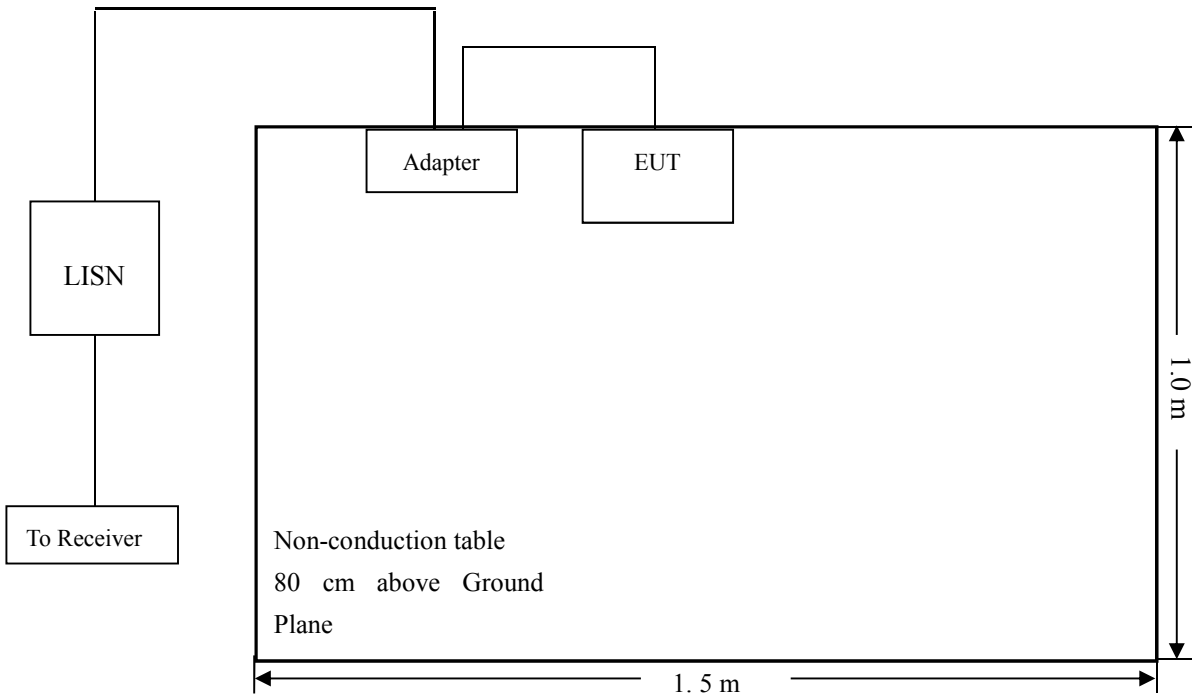 Adapter
EUT
LISN
1.0 m
To Receiver
Non-conduction table
80 cm above Ground
Plane
1. 5 m